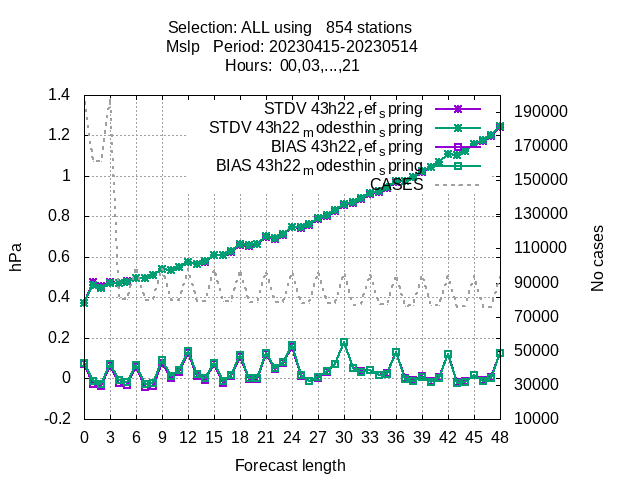 Selection: ALL using   854 stations
Mslp   Period: 20230415-20230514
Hours:  00,03,...,21
STDV 43h22_ref_spring
STDV 43h22_modesthin_spring
BIAS 43h22_ref_spring
BIAS 43h22_modesthin_spring
CASES
hPa
1.4
1.2
1
0.8
0.6
0.4
0.2
0
-0.2
No cases
190000
170000
150000
130000
110000
90000
70000
50000
30000
10000
0 3 6 9 12 15 18 21 24 27 30 33 36 39 42 45 48
Forecast length